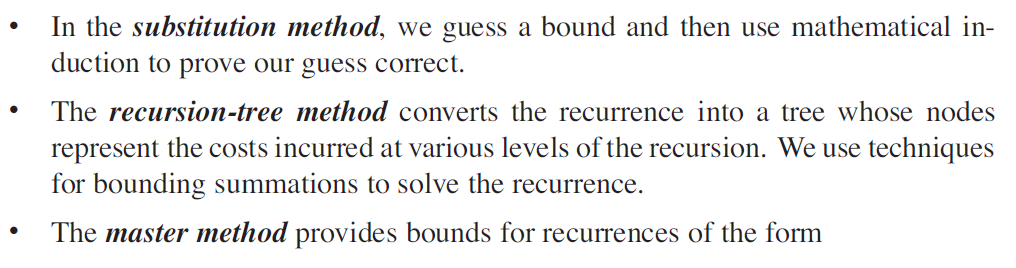 • In the substitution method, we guess a bound and then use mathematical in-
duction to prove our guess correct.
• The recursion-tree method converts the recurrence into a tree whose nodes
represent the costs incurred at various levels of the recursion. We use techniques
for bounding summations to solve the recurrence.
• The master method provides bounds for recurrences of the form